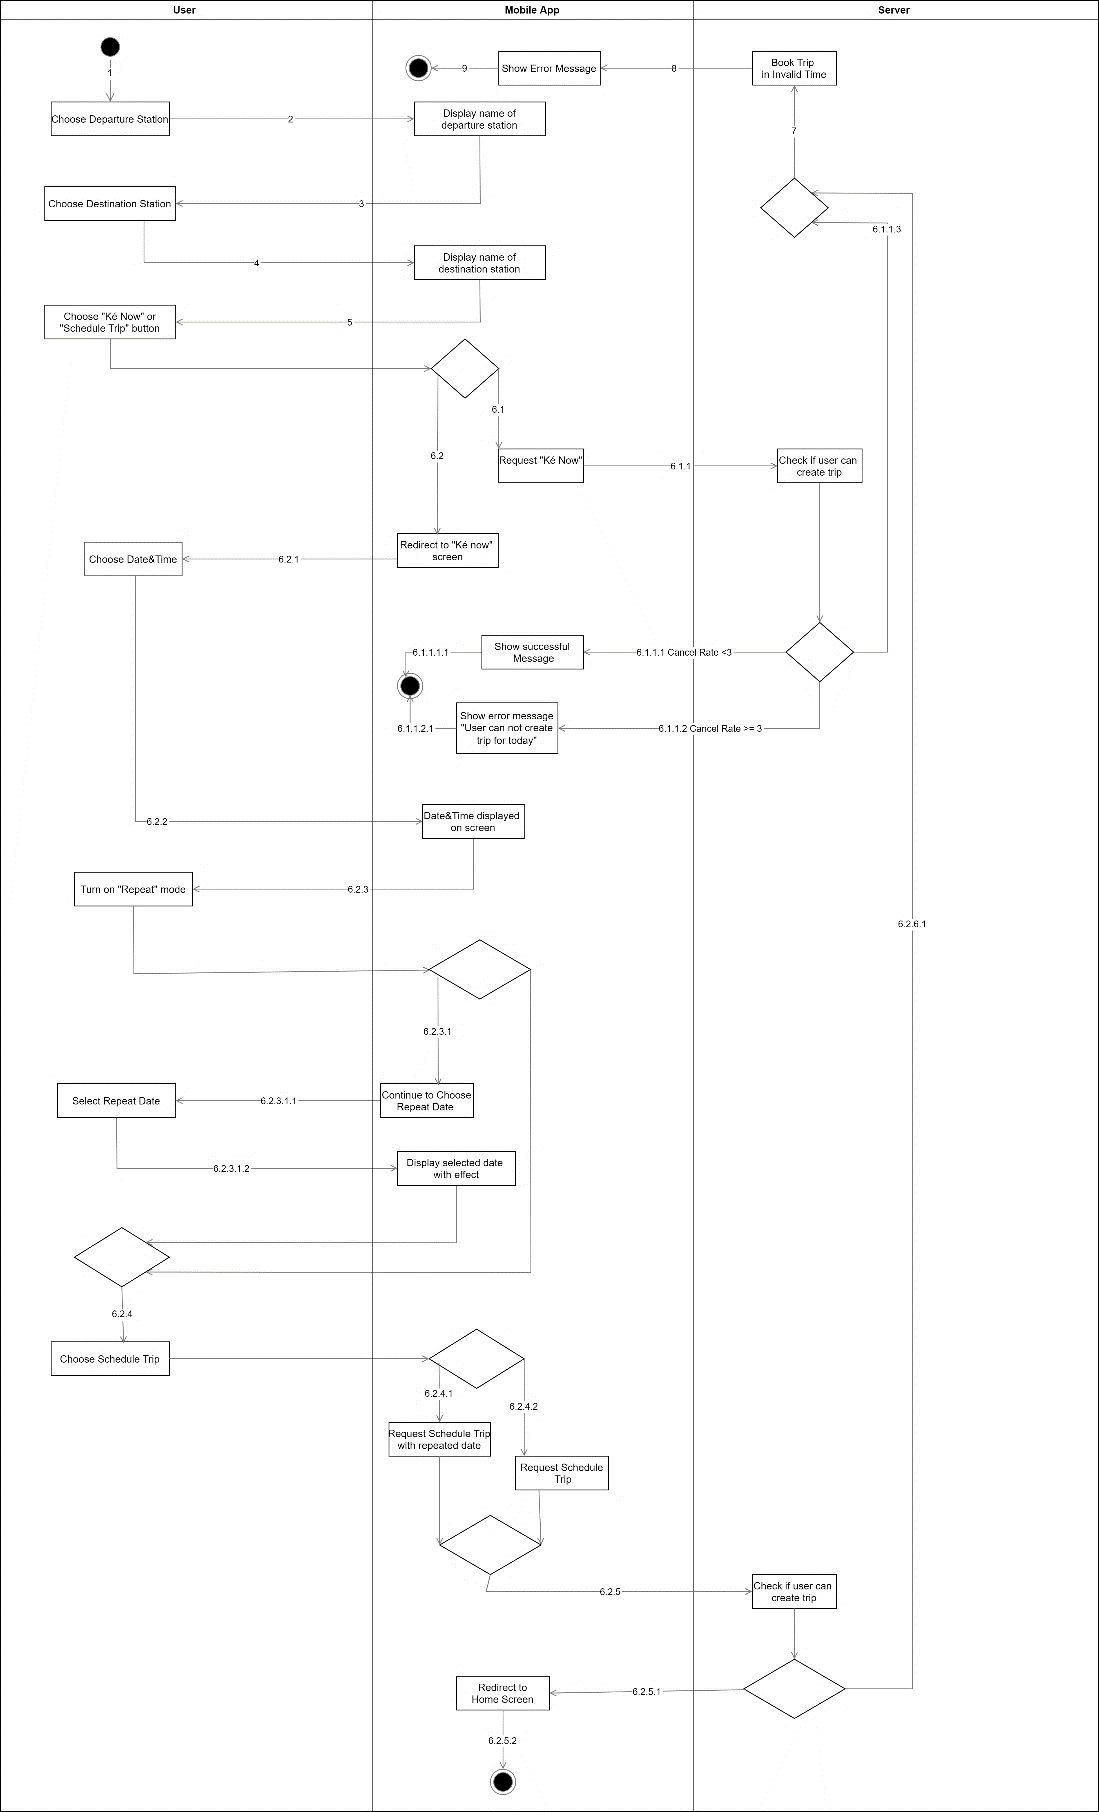 User
Mobile App
Server
1
9
Show Error Message
8
Book Trip
in Invalid Time
Choose Departure Station
2
Display name of
departure station
7
Choose Destination Station
3
6.1.1.3
4
Display name of
destination station
Choose "Ké Now" or
"Schedule Trip" button
5
6.1
6.2
Request "Ké Now"
6.1.1
Check if user can
create trip
Redirect to "Ké now"
screen
Choose Date&Time
6.2.1
6.1.1.1.1
Show successful
Message
6.1.1.1 Cancel Rate <3
6.1.1.2.1
Show error message
"User can not create
trip for today"
6.1.1.2 Cancel Rate >= 3
6.2.2
Date&Time displayed
on screen
Turn on "Repeat" mode
6.2.3
6.2.6.1
6.2.3.1
Select Repeat Date
6.2.3.1.1
Continue to Choose
Repeat Date
6.2.3.1.2
Display selected date
with effect
6.2.4
Choose Schedule Trip
6.2.4.1
6.2.4.2
Request Schedule Trip
with repeated date
Request Schedule
Trip
6.2.5
Check if user can
create trip
Redirect to
Home Screen
6.2.5.1
6.2.5.2